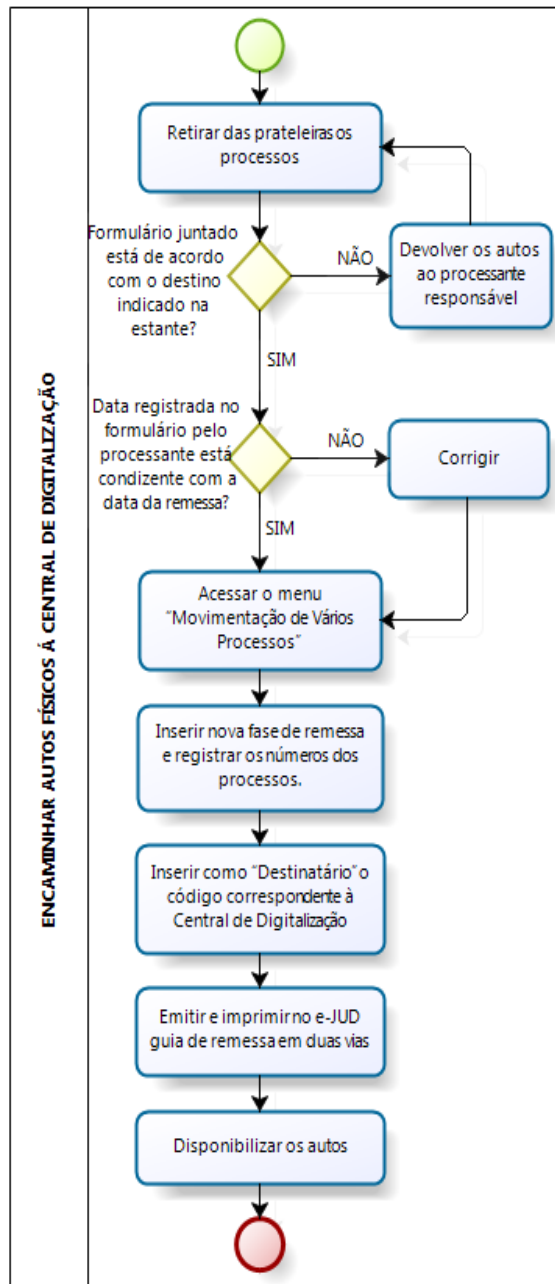 ENCAMINHAR AUTOS FÍSICOS Á CENTRAL DE DIGITALIZAÇÃO
Retirar das prateleiras os
processos
Formulário juntado
está de acordo
com o destino
indicado na
estante?
NÃO
Devolver os autos
ao processante
responsável
SIM
Data registrada no
formulário pelo
processante está
condizente com a
data da remessa?
NÃO
Corrigir
SIM
Acessar o menu
“Movimentação de Vários
Processos”
Inserir nova fase de remessa
e registrar os números dos
processos.
Inserir como “Destinatário” o
código correspondente à
Central de Digitalização
Emitir e imprimir no e-JUD
guia de remessa em duas vias
Disponibilizar os autos